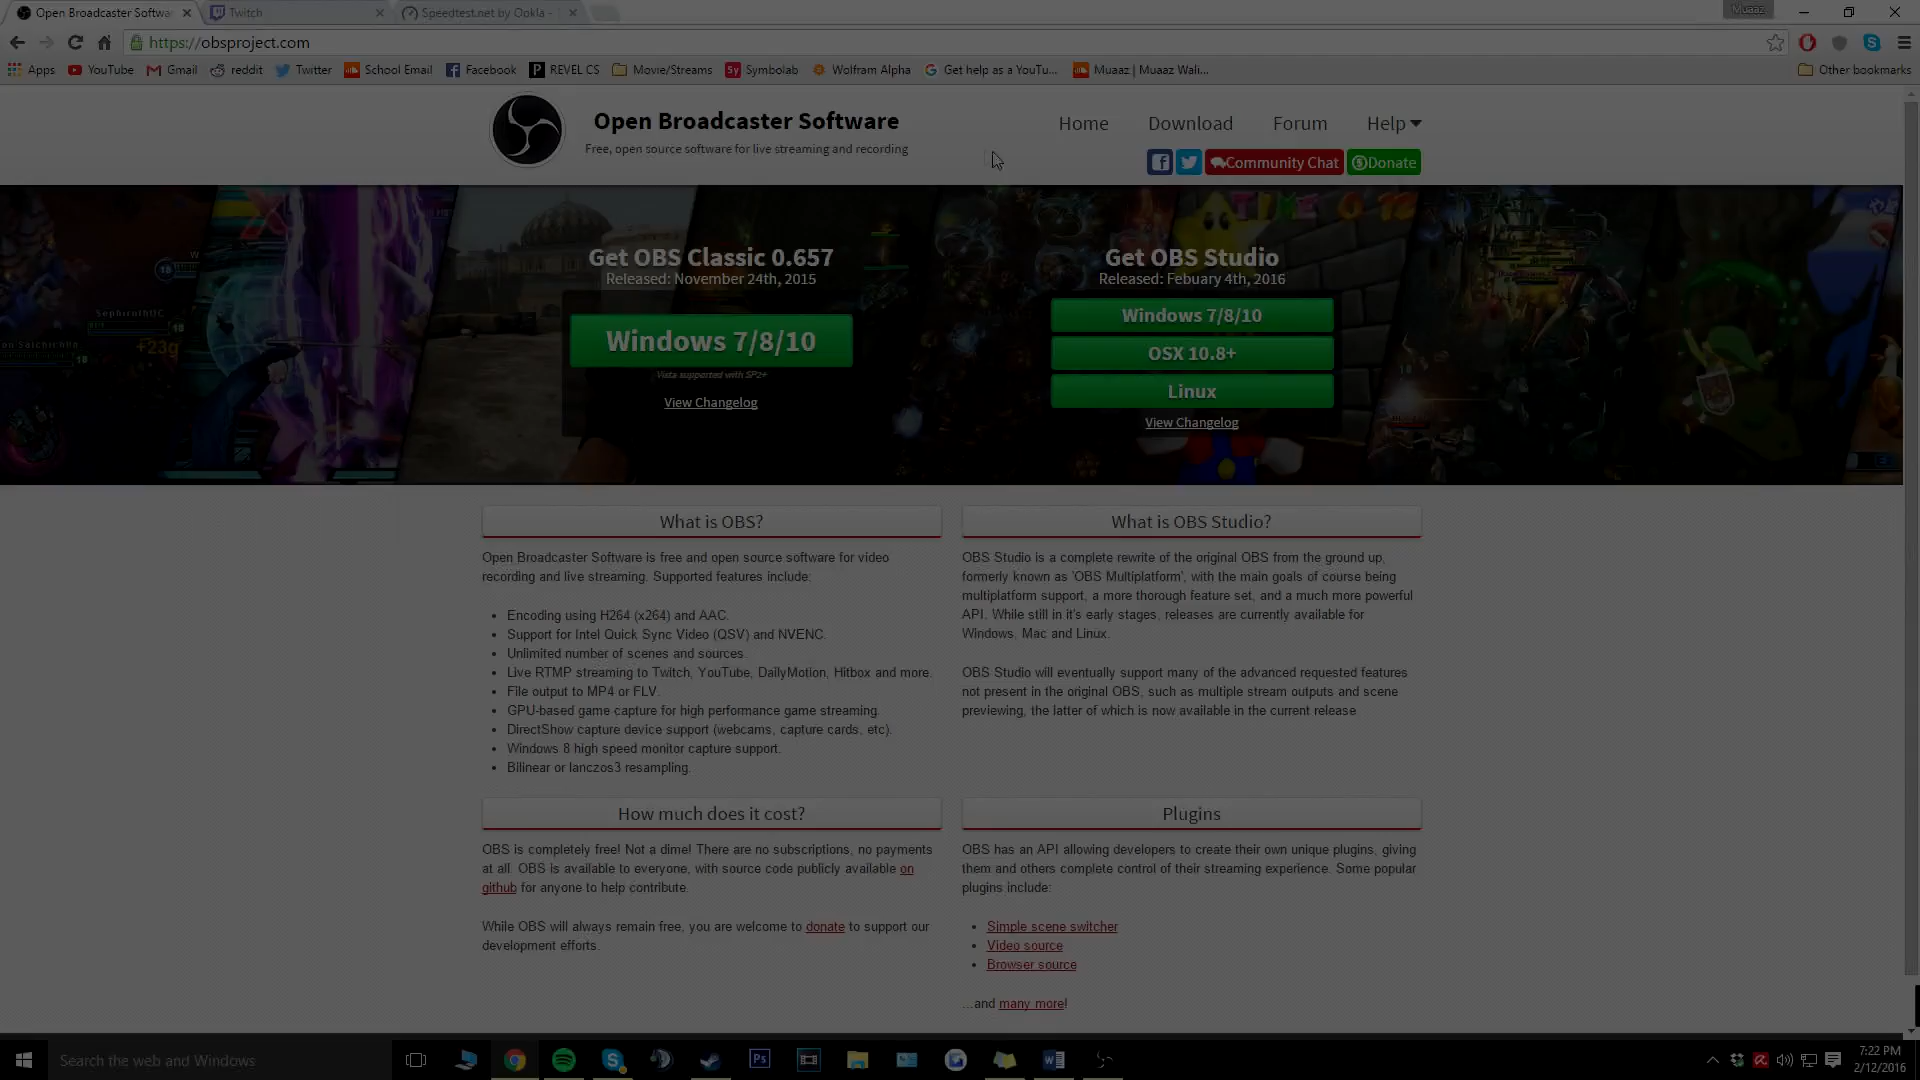 Open Broadcaster Softwar
Twitch
Speedtest.net by Ookla -
Muaaz
https://obsproject.com
Apps
YouTube
Gmail
reddit
Twitter
School Email
Facebook
REVEL CS
Movie/Streams
Symbolab
Wolfram Alpha
Get help as a YouTu...
Muaaz | Muaaz Wali...
Other bookmarks
Open Broadcaster Software
Free, open source software for live streaming and recording
Home
Download
Forum
Help
Community Chat
Donate
Get OBS Classic 0.657
Released: November 24th, 2015
Windows 7/8/10
Vista supported with SP2+
View Changelog
Get OBS Studio
Released: Febuary 4th, 2016
Windows 7/8/10
OSX 10.8+
Linux
View Changelog
SephirothUC
18
+23g
18
TIME 0 12
What is OBS?
Open Broadcaster Software is free and open source software for video
recording and live streaming. Supported features include:
• Encoding using H264 (x264) and AAC.
• Support for Intel Quick Sync Video (QSV) and NVENC.
• Unlimited number of scenes and sources.
• Live RTMP streaming to Twitch, YouTube, DailyMotion, Hitbox and more.
• File output to MP4 or FLV.
• GPU-based game capture for high performance game streaming.
• DirectShow capture device support (webcams, capture cards, etc).
• Windows 8 high speed monitor capture support.
• Bilinear or lanczos3 resampling.
What is OBS Studio?
OBS Studio is a complete rewrite of the original OBS from the ground up,
formerly known as 'OBS Multiplatform', with the main goals of course being
multiplatform support, a more thorough feature set, and a much more powerful
API. While still in it's early stages, releases are currently available for
Windows, Mac and Linux.
OBS Studio will eventually support many of the advanced requested features
not present in the original OBS, such as multiple stream outputs and scene
previewing, the latter of which is now available in the current release
How much does it cost?
OBS is completely free! Not a dime! There are no subscriptions, no payments
at all. OBS is available to everyone, with source code publicly available on
github for anyone to help contribute.
While OBS will always remain free, you are welcome to donate to support our
development efforts.
Plugins
OBS has an API allowing developers to create their own unique plugins, giving
them and others complete control of their streaming experience. Some popular
plugins include:
• Simple scene switcher
• Video source
• Browser source
...and many more!
Search the web and Windows
7:22 PM
2/12/2016